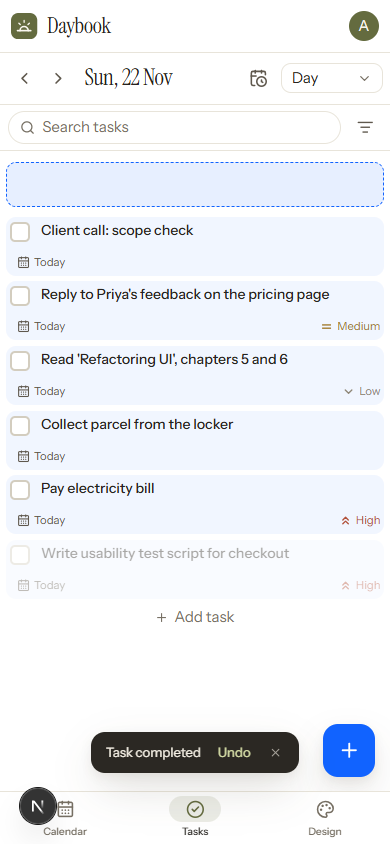 Daybook
A
Sun, 22 Nov
Day
Search tasks
Client call: scope check
Today
Reply to Priya's feedback on the pricing page
Today
Medium
Read 'Refactoring UI', chapters 5 and 6
Today
Low
Collect parcel from the locker
Today
Pay electricity bill
Today
High
Write usability test script for checkout
Today
High
+ Add task
Task completed
Undo
N
Calendar
Tasks
Design